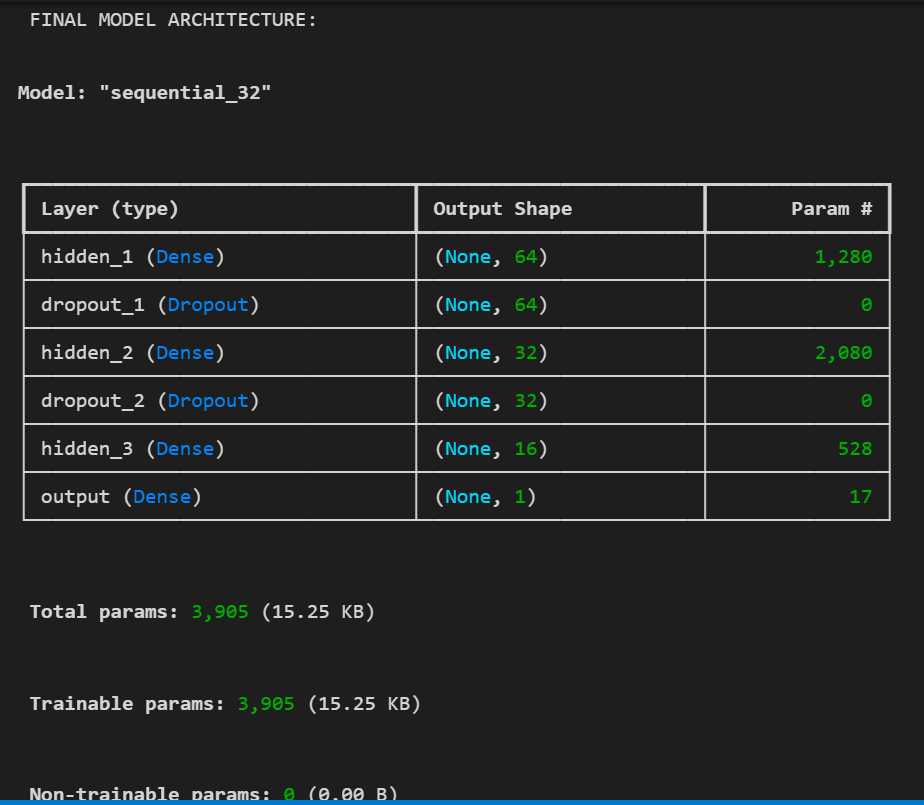 FINAL MODEL ARCHITECTURE:
Model: "sequential_32"
Layer (type) Output Shape Param #
hidden_1 (Dense) (None, 64) 1,280
dropout_1 (Dropout) (None, 64) 0
hidden_2 (Dense) (None, 32) 2,080
dropout_2 (Dropout) (None, 32) 0
hidden_3 (Dense) (None, 16) 528
output (Dense) (None, 1) 17
Total params: 3,905 (15.25 KB)
Trainable params: 3,905 (15.25 KB)
Non-trainable params: 0 (0.00 B)